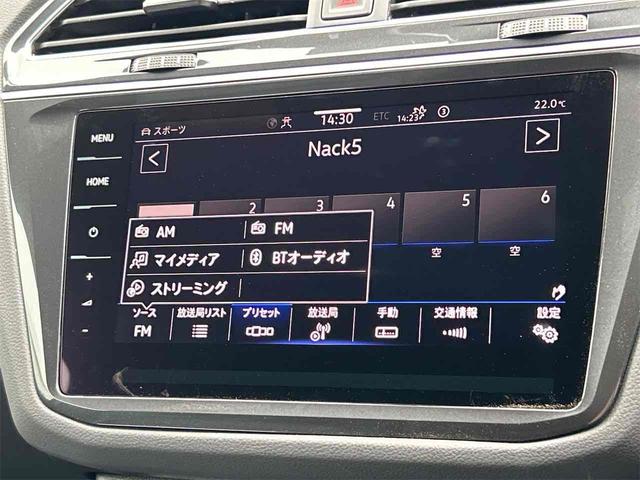 スポーツ 14:30 ETC 14:23 3 22.0℃
MENU
HOME
Nack5
2 3 4 5 6
AM FM
マイメディア BTオーディオ
ストリーミング
空 空
ソース 放送局リスト プリセット 放送局 手動 交通情報 設定
FM
+
-